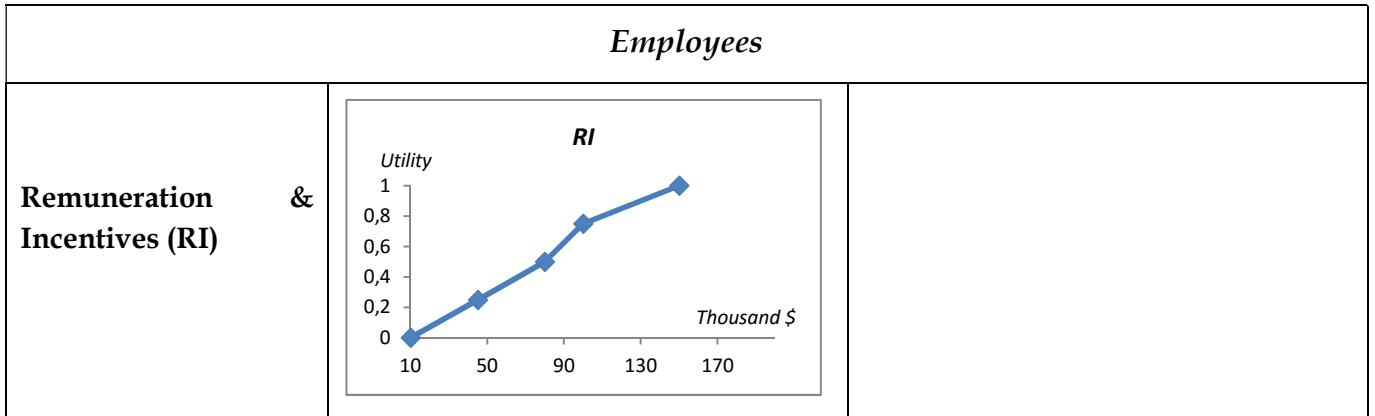 Employees
Remuneration &
Incentives (RI)
RI
Utility
1
0,8
0,6
0,4
0,2
0
Thousand $
10 50 90 130 170